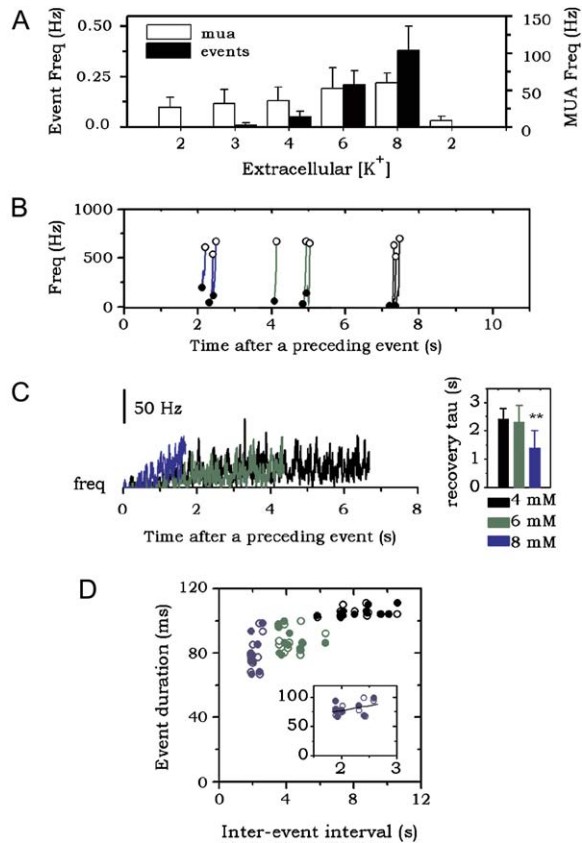 A
Event Freq (Hz)
0.50
0.25
0.0
mua
events
150
100
50
0
MUA Freq (Hz)
2 3 4 6 8 2
Extracellular [K+]
B
Freq (Hz)
1000
500
0
0 2 4 6 8 10
Time after a preceding event (s)
C
50 Hz
freq
0 2 4 6 8
Time after a preceding event (s)
recovery tau (s)
3
2
1
0
**
4 mM
6 mM
8 mM
D
Event duration (ms)
120
80
40
0
100
50
0
2 3
0 4 8 12
Inter-event interval (s)